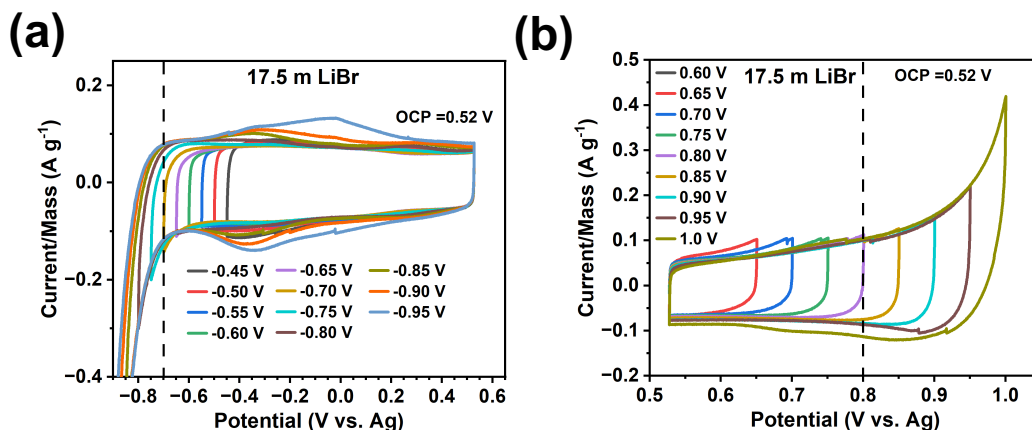 (a)
17.5 m LiBr
OCP =0.52 V
Current/Mass (A g⁻¹)
0.2
0.0
−0.2
−0.4
-0.45 V
-0.50 V
-0.55 V
-0.60 V
-0.65 V
-0.70 V
-0.75 V
-0.80 V
-0.85 V
-0.90 V
-0.95 V
−0.8 −0.6 −0.4 −0.2 0.0 0.2 0.4 0.6
Potential (V vs. Ag)
(b)
17.5 m LiBr
OCP =0.52 V
Current/Mass (A g⁻¹)
0.5
0.4
0.3
0.2
0.1
0.0
−0.1
−0.2
0.60 V
0.65 V
0.70 V
0.75 V
0.80 V
0.85 V
0.90 V
0.95 V
1.0 V
0.5 0.6 0.7 0.8 0.9 1.0
Potential (V vs. Ag)